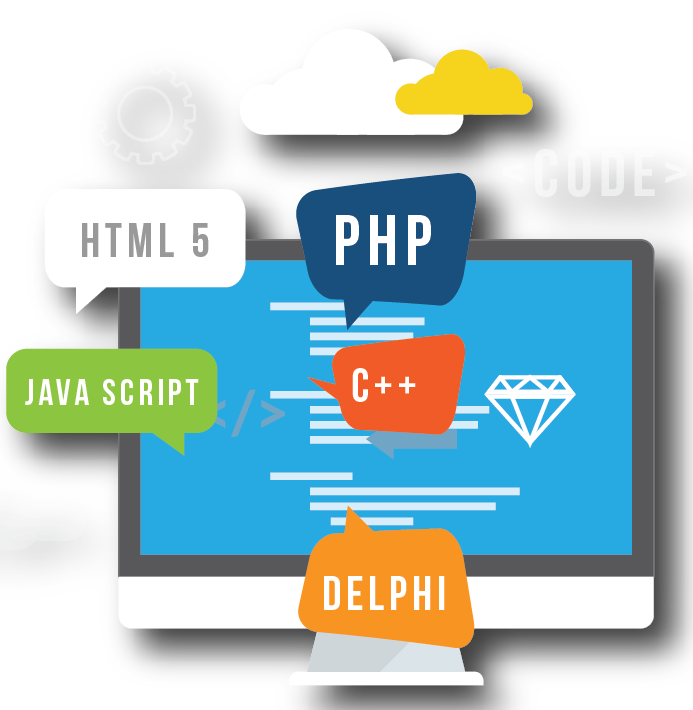 <CODE>
HTML 5
PHP
JAVA SCRIPT
C++
</>
DELPHI